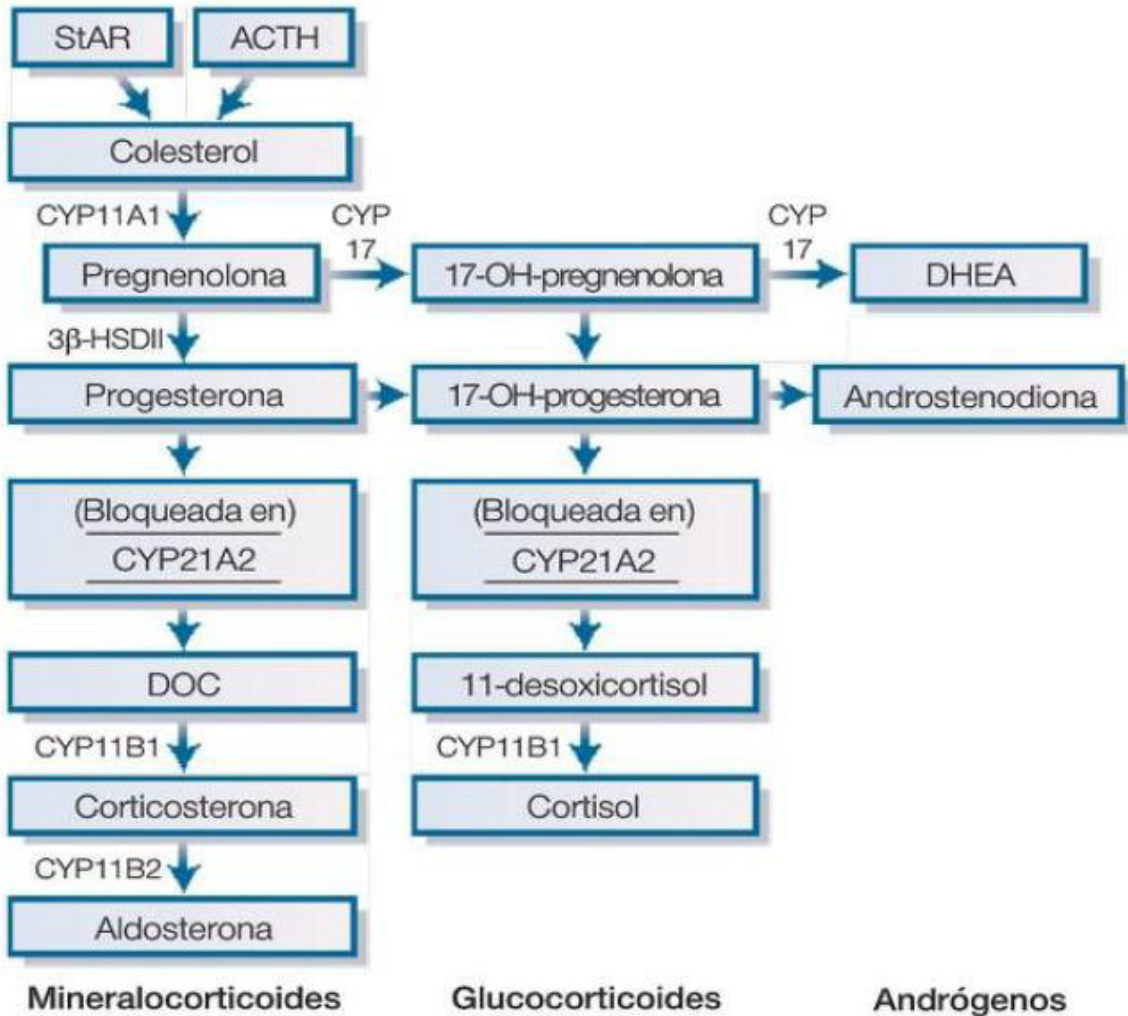 StAR
ACTH
Colesterol
CYP11A1
CYP
17
CYP
17
Pregnenolona
17-OH-pregnenolona
DHEA
3β-HSDII
Progesterona
17-OH-progesterona
Androstenodiona
(Bloqueada en)
CYP21A2
(Bloqueada en)
CYP21A2
DOC
11-desoxicortisol
CYP11B1
CYP11B1
Corticosterona
Cortisol
CYP11B2
Aldosterona
Mineralocorticoides
Glucocorticoides
Andrógenos